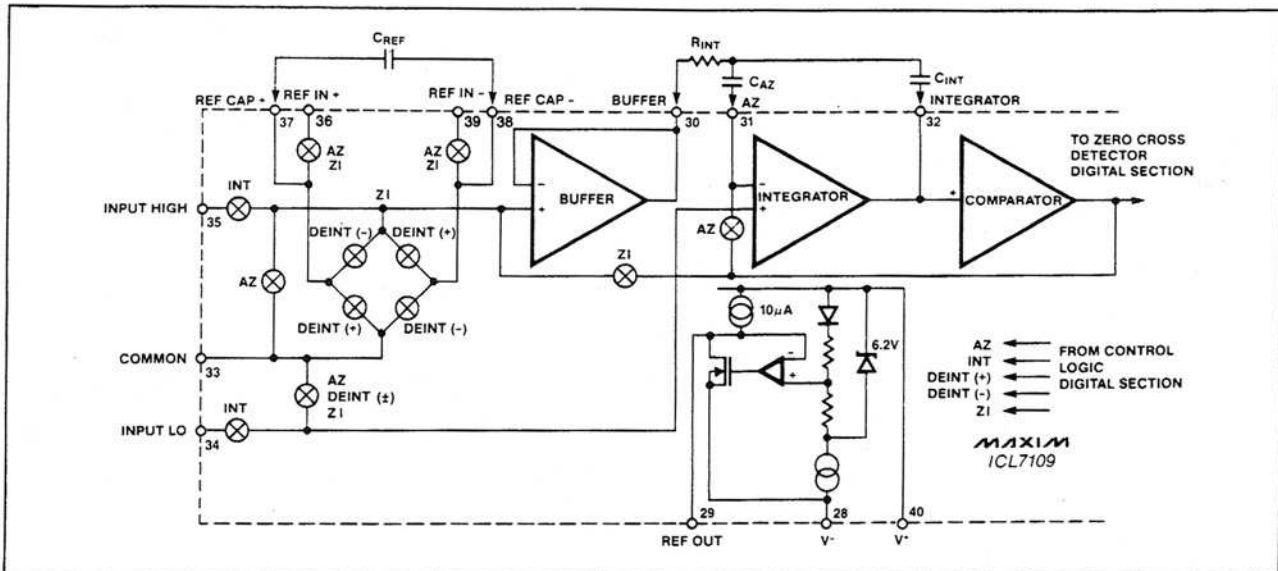 CREF
RINT
CAZ
CINT
REF CAP +
REF IN +
REF IN -
REF CAP -
BUFFER
AZ
INTEGRATOR
37
36
39
38
30
31
32
AZ
ZI
AZ
ZI
TO ZERO CROSS
DETECTOR
DIGITAL SECTION
INT
INPUT HIGH
35
ZI
-
+
BUFFER
-
+
INTEGRATOR
+
COMPARATOR
DEINT (-)
DEINT (+)
AZ
AZ
ZI
DEINT (+)
DEINT (-)
10µA
6.2V
-
+
COMMON
33
AZ
DEINT (±)
ZI
INT
INPUT LO
34
AZ
INT
DEINT (+)
DEINT (-)
ZI
FROM CONTROL
LOGIC
DIGITAL SECTION
MAXIM
ICL7109
29
28
40
REF OUT
V-
V+